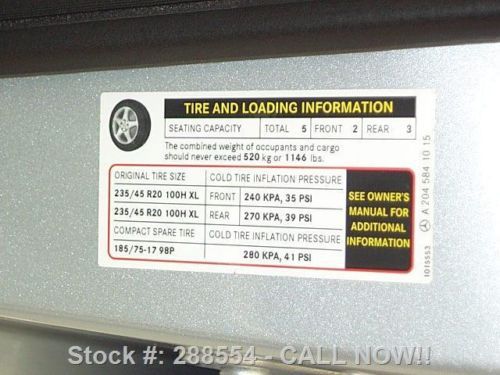 TIRE AND LOADING INFORMATION
SEATING CAPACITY TOTAL 5 FRONT 2 REAR 3
The combined weight of occupants and cargo
should never exceed 520 kg or 1146 lbs.
ORIGINAL TIRE SIZE COLD TIRE INFLATION PRESSURE
235/45 R20 100H XL FRONT 240 KPA, 35 PSI
235/45 R20 100H XL REAR 270 KPA, 39 PSI
COMPACT SPARE TIRE COLD TIRE INFLATION PRESSURE
185/75-17 98P 280 KPA, 41 PSI
SEE OWNER'S
MANUAL FOR
ADDITIONAL
INFORMATION
A 204 584 10 15
1015553
Stock #: 288554 - CALL NOW!!